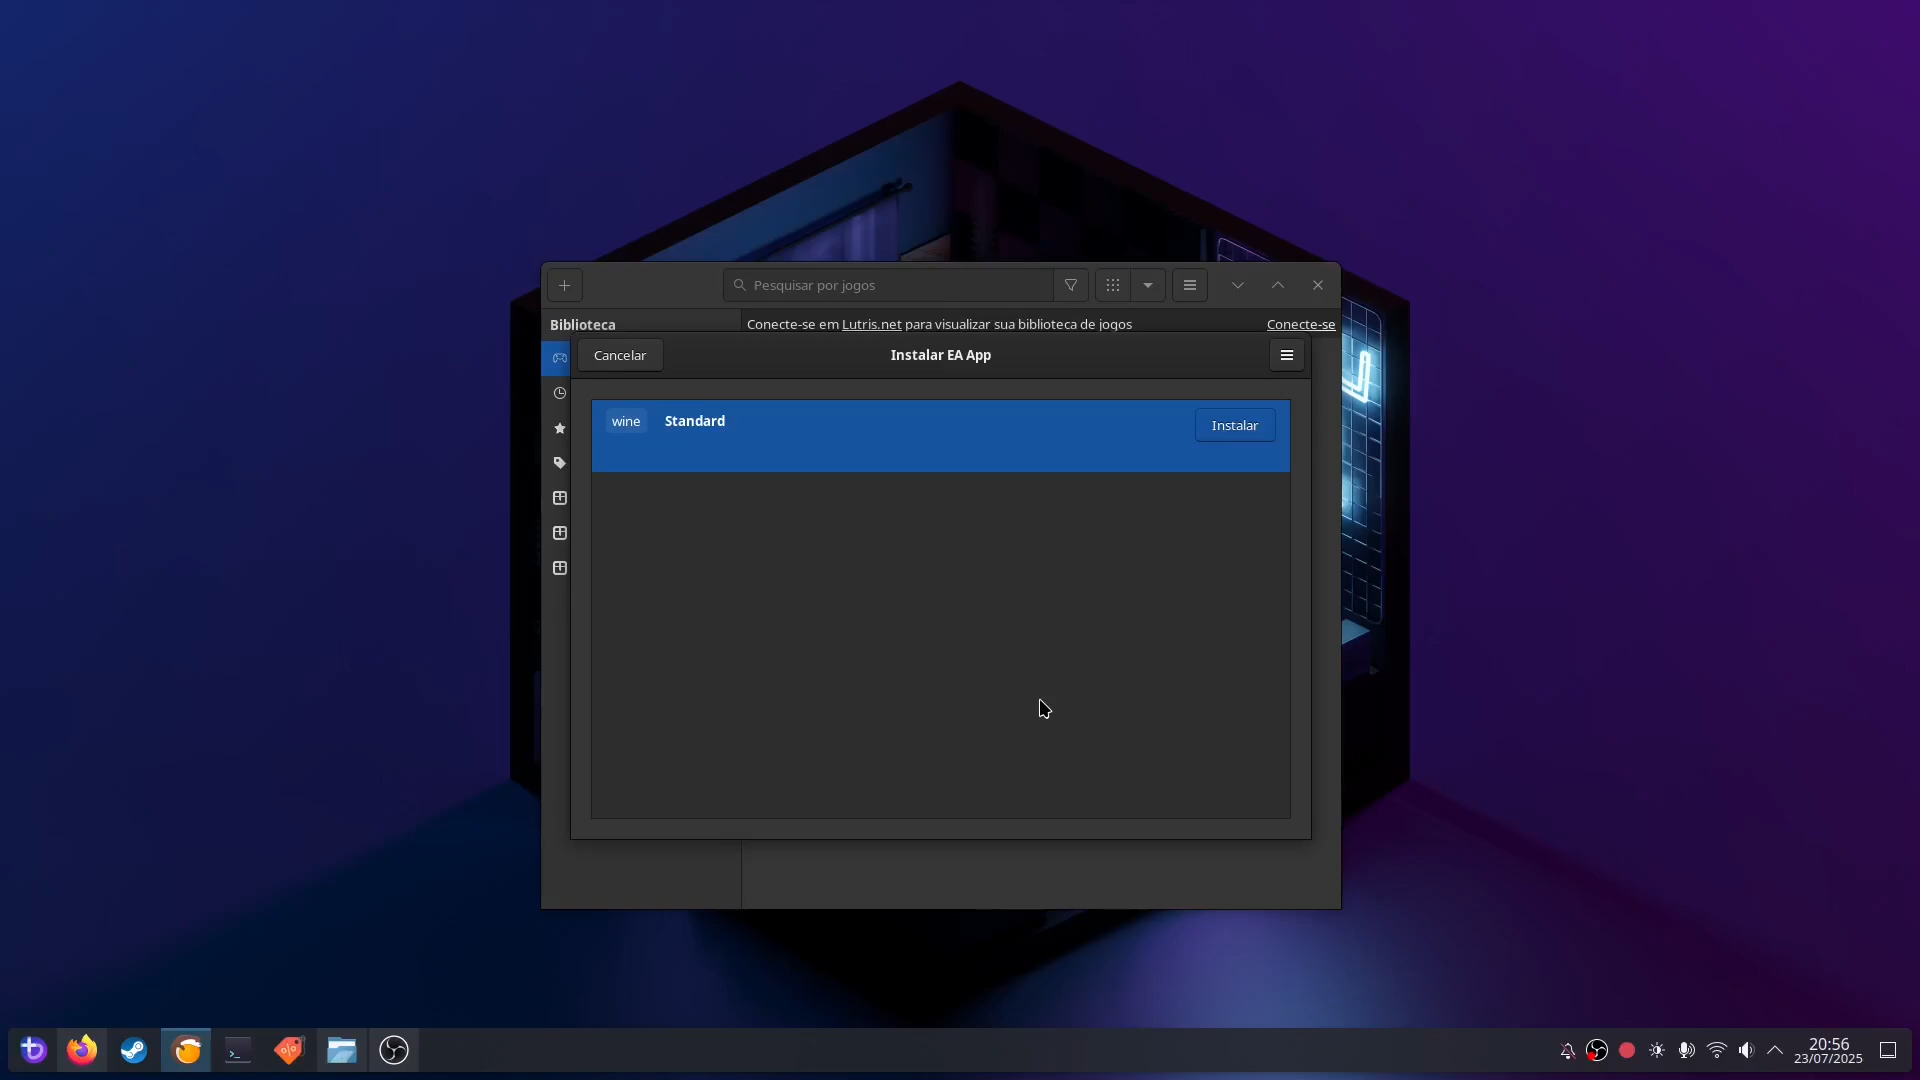 Pesquisar por jogos
Biblioteca
Conecte-se em Lutris.net para visualizar sua biblioteca de jogos
Conecte-se
Cancelar
Instalar EA App
wine
Standard
Instalar
20:56
23/07/2025